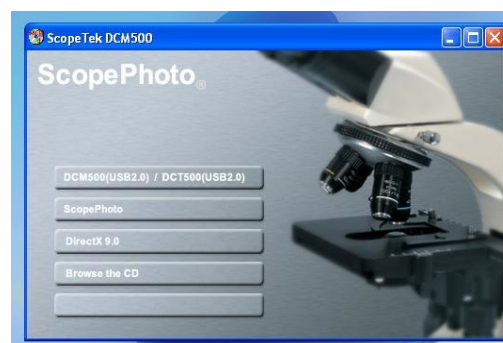 ScopeTek DCM500
ScopePhoto®
DCM500(USB2.0) / DCT500(USB2.0)
ScopePhoto
DirectX 9.0
Browse the CD